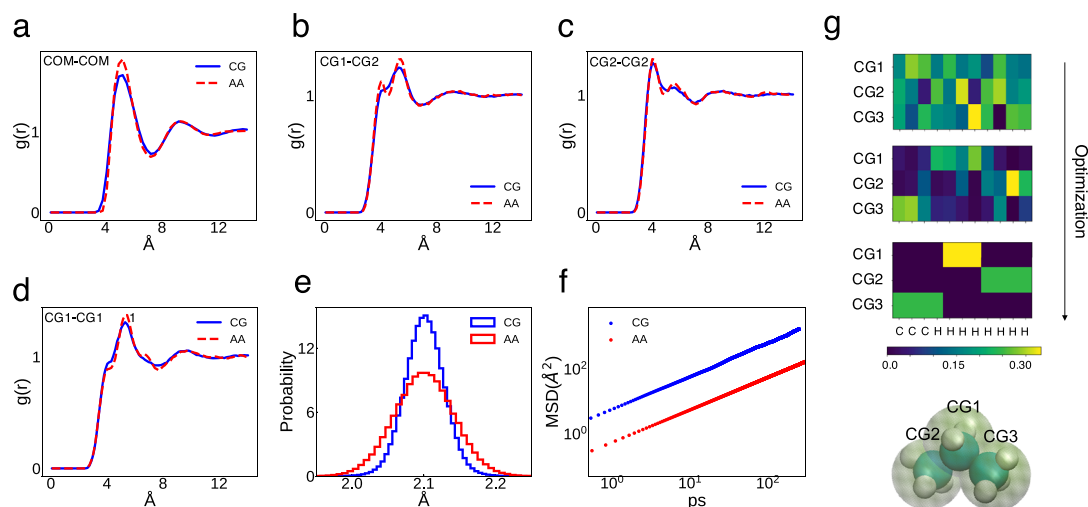 a
COM-COM
CG
AA
g(r)
1
0
0 4 8 12
Å
b
CG1-CG2
g(r)
1
0
CG
AA
0 4 8 12
Å
c
CG2-CG2
g(r)
1
0
CG
AA
0 4 8 12
Å
d
CG1-CG1
1
CG
AA
g(r)
1
0
0 4 8 12
Å
e
CG
AA
Probability
12
6
0
2.0 2.1 2.2
Å
f
CG
AA
MSD(Å²)
10²
10⁰
10⁰ 10¹ 10²
ps
g
CG1
CG2
CG3
CG1
CG2
CG3
CG1
CG2
CG3
C C C H H H H H H H H
0.0 0.15 0.30
Optimization
CG1
CG2 CG3